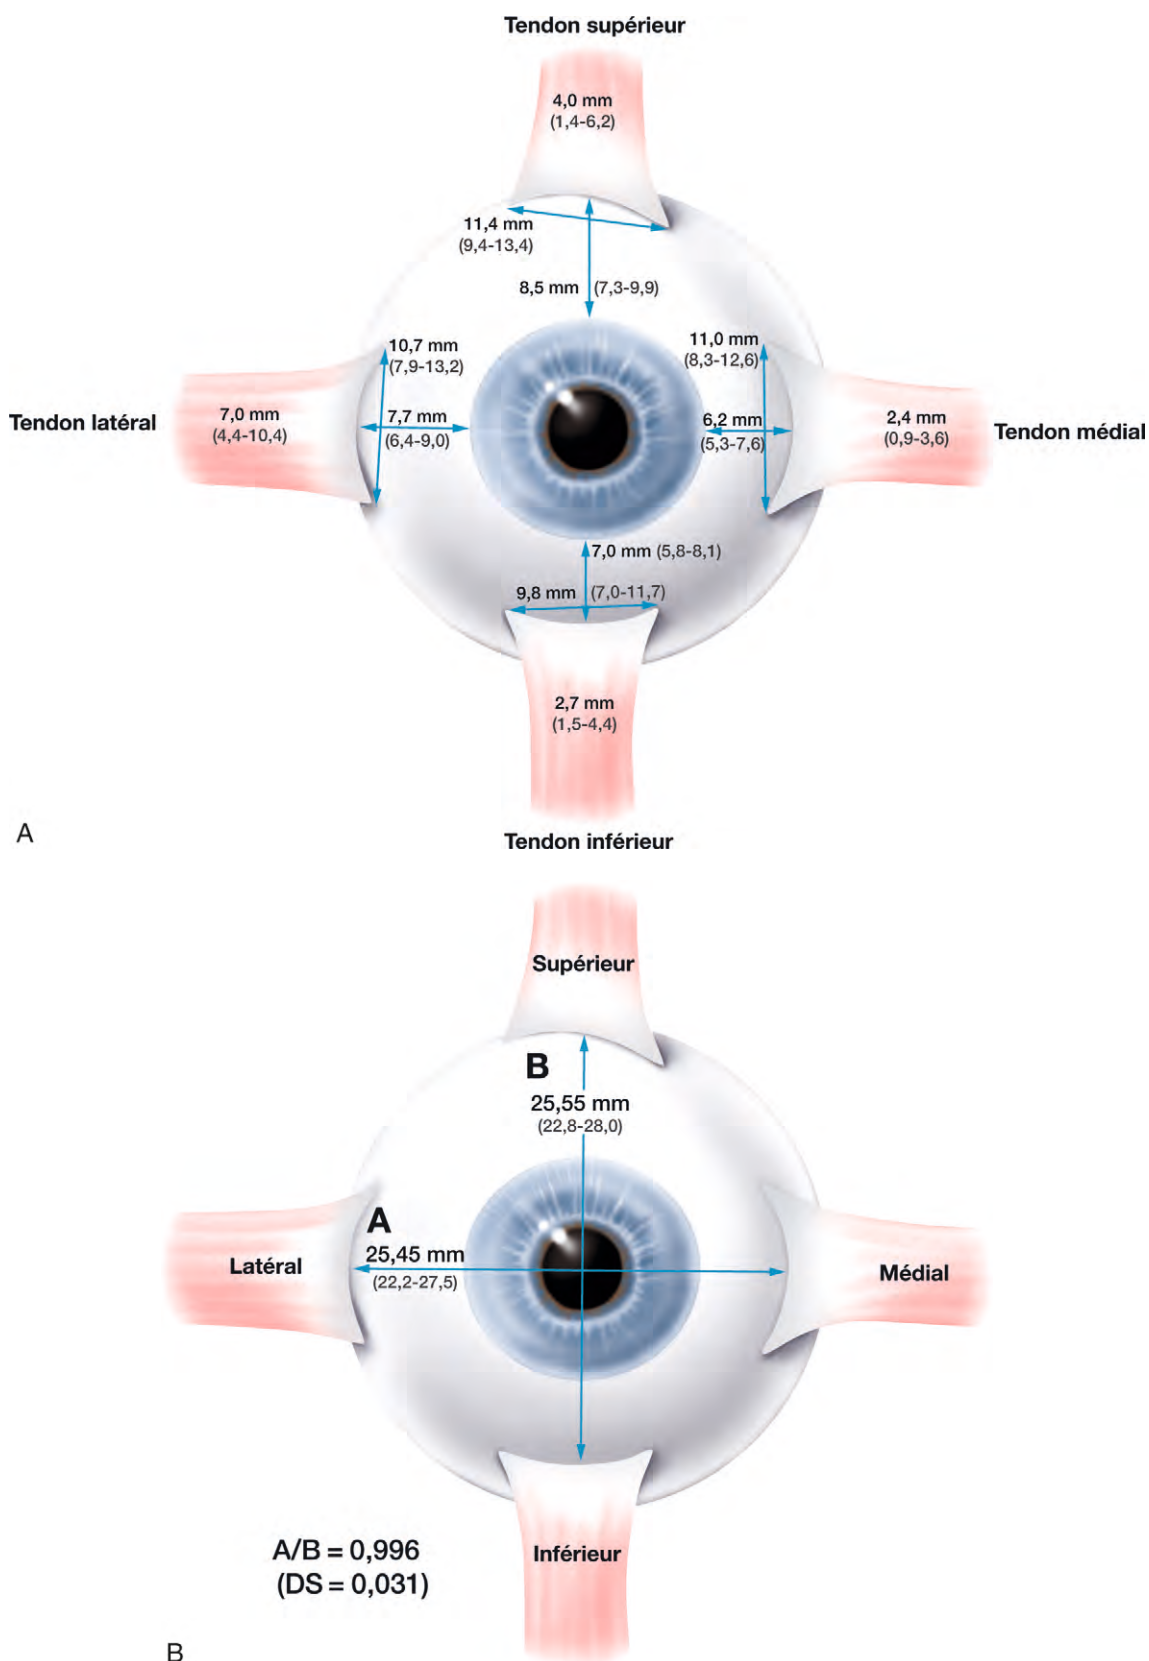 Tendon supérieur
4,0 mm
(1,4-6,2)
11,4 mm
(9,4-13,4)
8,5 mm (7,3-9,9)
10,7 mm
(7,9-13,2)
11,0 mm
(8,3-12,6)
Tendon latéral
7,0 mm
(4,4-10,4)
7,7 mm
(6,4-9,0)
6,2 mm
(5,3-7,6)
2,4 mm
(0,9-3,6)
Tendon médial
7,0 mm (5,8-8,1)
9,8 mm (7,0-11,7)
2,7 mm
(1,5-4,4)
A
Tendon inférieur
Supérieur
B
25,55 mm
(22,8-28,0)
A
25,45 mm
(22,2-27,5)
Latéral
Médial
Inférieur
A/B = 0,996
(DS = 0,031)
B